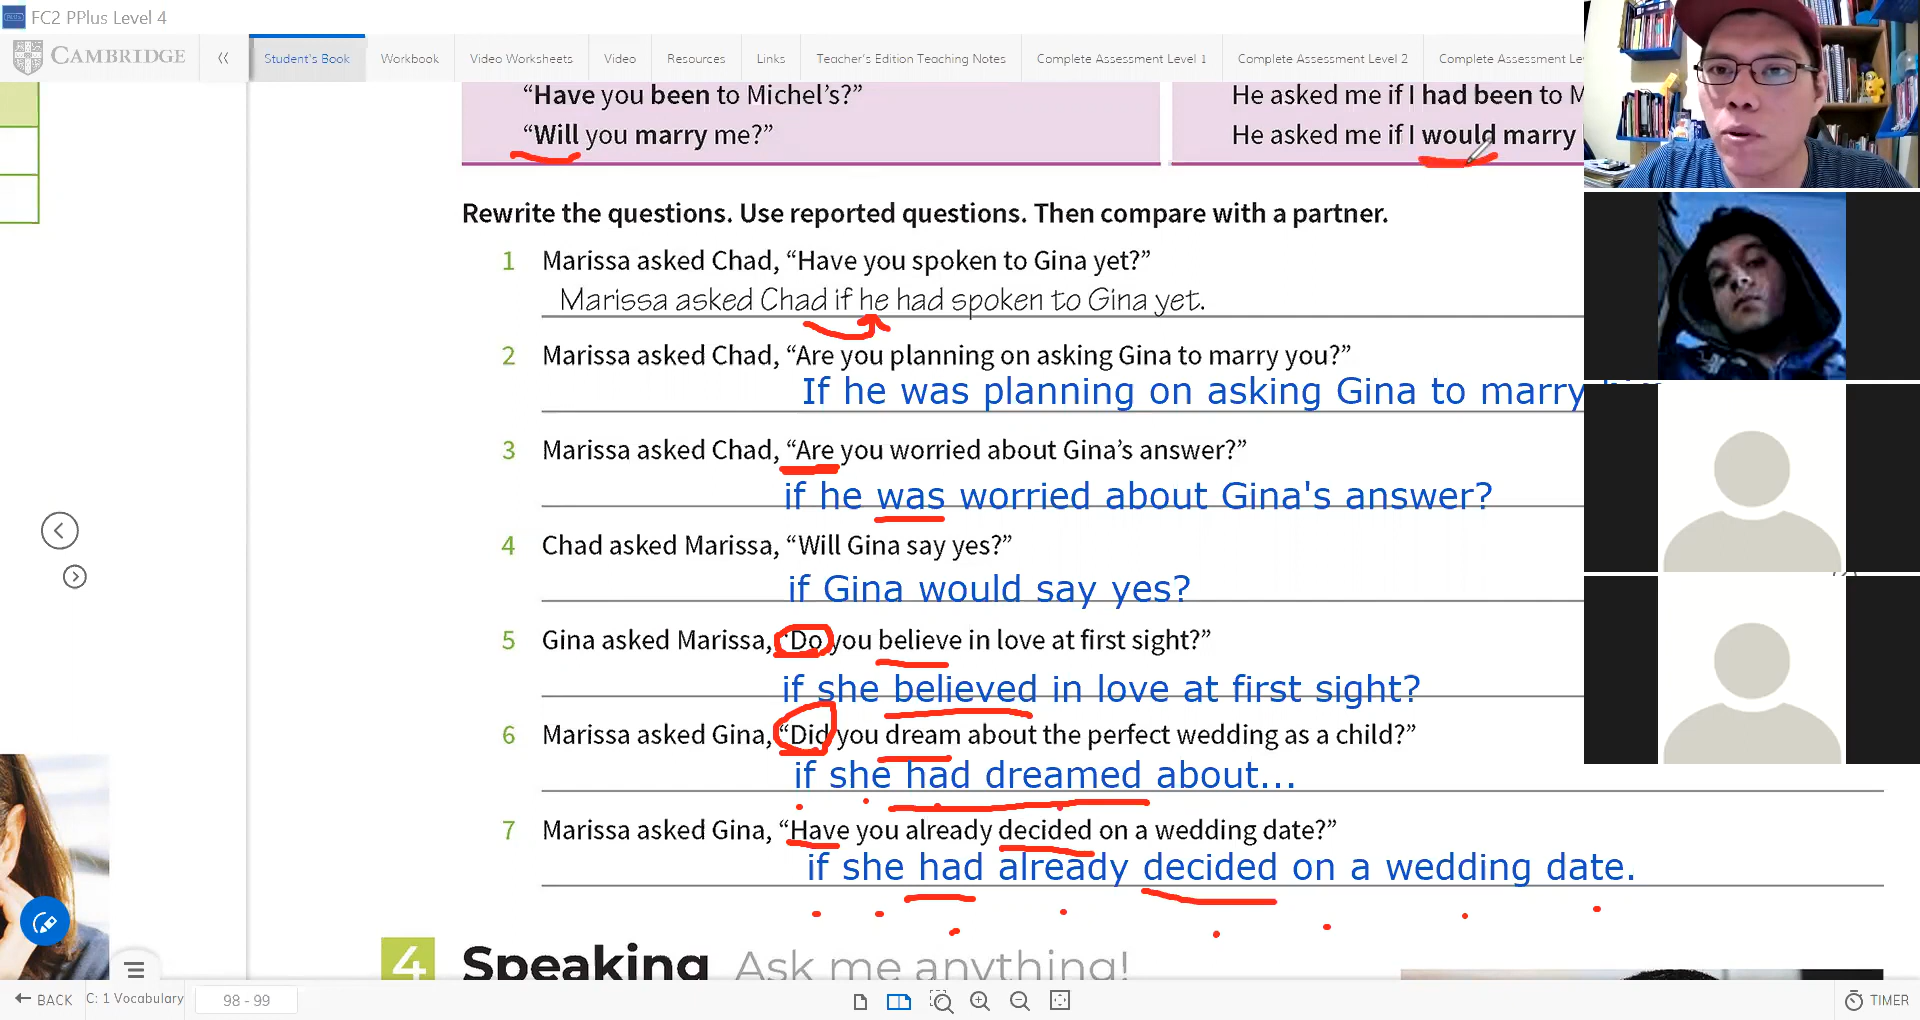 FC2 PPlus Level 4
CAMBRIDGE
Student's Book
Workbook
Video Worksheets
Video
Resources
Links
Teacher's Edition Teaching Notes
Complete Assessment Level 1
Complete Assessment Level 2
Complete Assessment
“Have you been to Michel’s?”
He asked me if I had been to
“Will you marry me?”
He asked me if I would marry
Rewrite the questions. Use reported questions. Then compare with a partner.
1 Marissa asked Chad, “Have you spoken to Gina yet?”
Marissa asked Chad if he had spoken to Gina yet.
2 Marissa asked Chad, “Are you planning on asking Gina to marry you?”
If he was planning on asking Gina to marry
3 Marissa asked Chad, “Are you worried about Gina’s answer?”
if he was worried about Gina's answer?
4 Chad asked Marissa, “Will Gina say yes?”
if Gina would say yes?
5 Gina asked Marissa, “Do you believe in love at first sight?”
if she believed in love at first sight?
6 Marissa asked Gina, “Did you dream about the perfect wedding as a child?”
if she had dreamed about...
7 Marissa asked Gina, “Have you already decided on a wedding date?”
if she had already decided on a wedding date.
4 Speaking Ask me anything!
BACK
C: 1 Vocabulary
98 - 99
TIMER